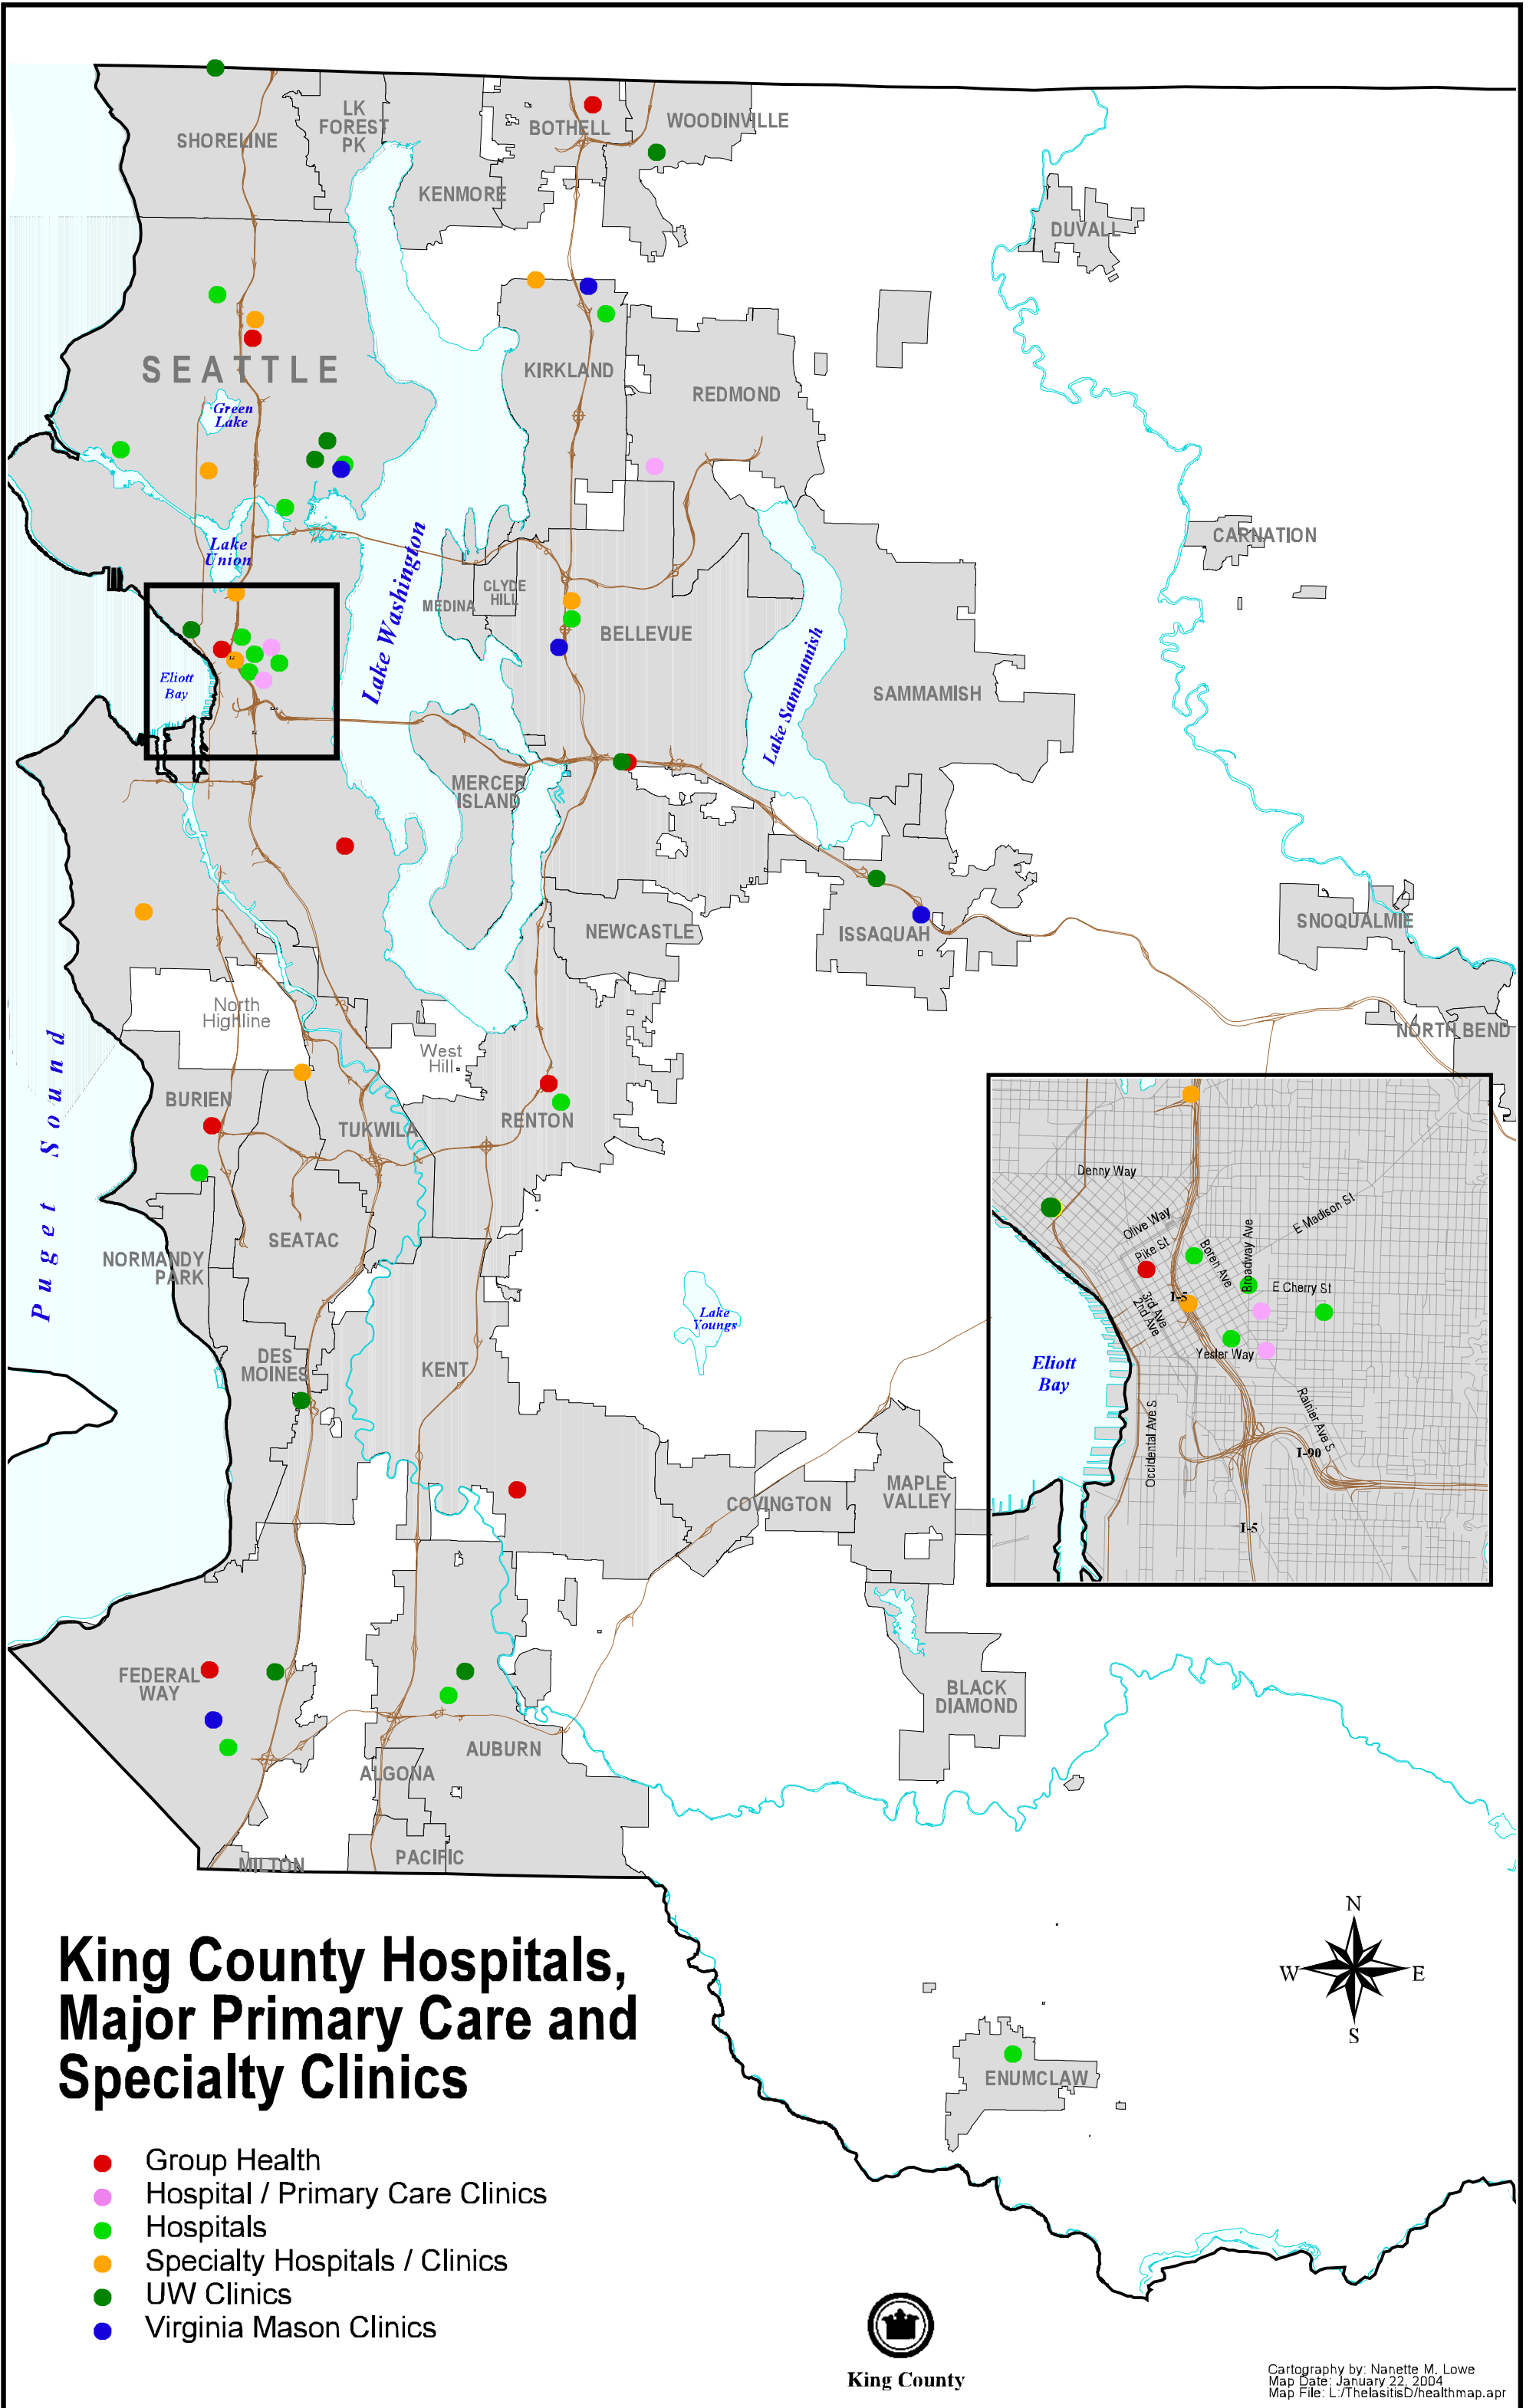 SHORELINE
LK
FOREST
PK
BOTHELL
WOODINVILLE
KENMORE
DUVALL
SEATTLE
KIRKLAND
REDMOND
Green
Lake
Lake
Union
Lake Washington
CARNATION
MEDINA
CLYDE
HILL
BELLEVUE
Eliott
Bay
Lake Sammamish
SAMMAMISH
MERCER
ISLAND
NEWCASTLE
ISSAQUAH
SNOQUALMIE
North
Highline
West
Hill
NORTH BEND
Puget Sound
BURIEN
TUKWILA
RENTON
SEATAC
NORMANDY
PARK
Lake
Youngs
DES
MOINES
KENT
Denny Way
Olive Way
Pike St
Boren Ave
Broadway Ave
E Madison St
E Cherry St
I-5
3rd Ave
2nd Ave
Yesler Way
Eliott
Bay
Occidental Ave S
Rainier Ave S
I-90
I-5
COVINGTON
MAPLE
VALLEY
FEDERAL
WAY
BLACK
DIAMOND
AUBURN
ALGONA
MILTON
PACIFIC
King County Hospitals,
Major Primary Care and
Specialty Clinics
N
W
E
S
ENUMCLAW
Group Health
Hospital / Primary Care Clinics
Hospitals
Specialty Hospitals / Clinics
UW Clinics
Virginia Mason Clinics
King County
Cartography by: Nanette M. Lowe
Map Date: January 22, 2004
Map File: L:/ThelasitisD/healthmap.apr